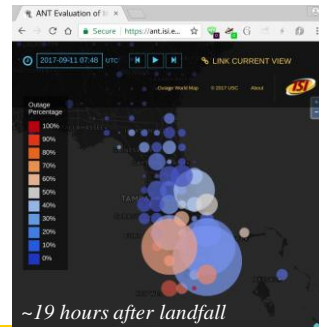 ANT Evaluation of I
Secure https://ant.isi.e...
2017-09-11 07:48 UTC
LINK CURRENT VIEW
Outage World Map © 2017 USC About
ISI
Outage
Percentage
100%
90%
80%
70%
60%
50%
40%
30%
20%
10%
0%
TAMPA
~19 hours after landfall